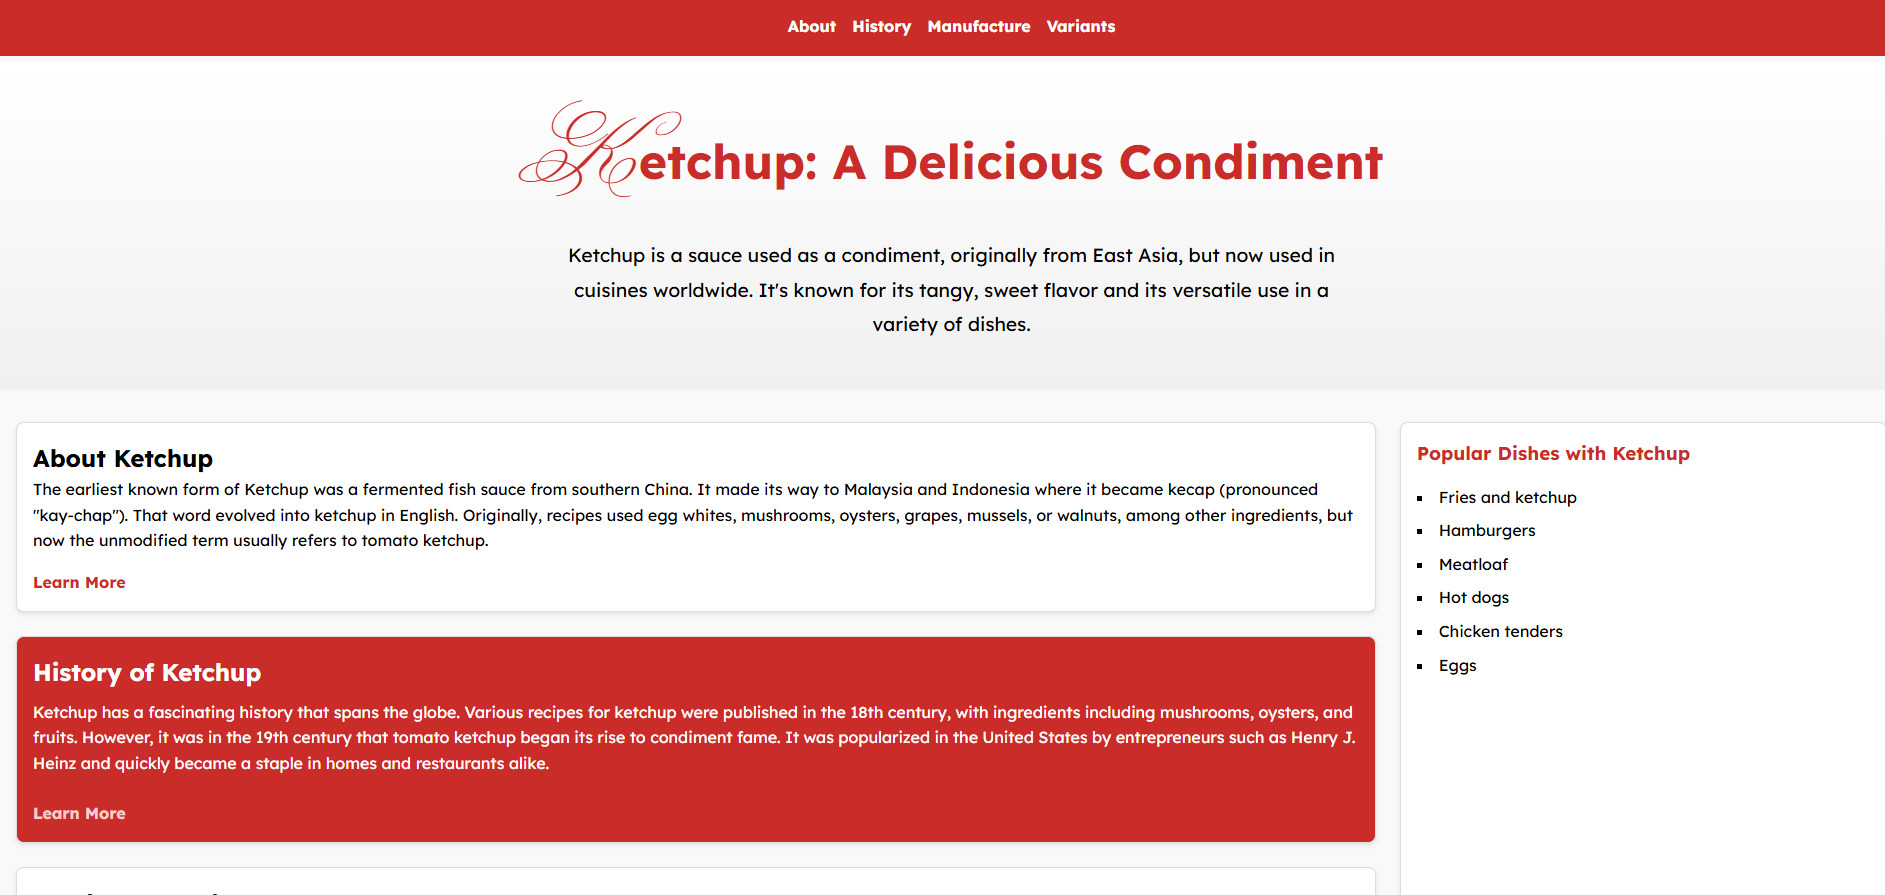 About History Manufacture Variants
Ketchup: A Delicious Condiment
Ketchup is a sauce used as a condiment, originally from East Asia, but now used in
cuisines worldwide. It's known for its tangy, sweet flavor and its versatile use in a
variety of dishes.
About Ketchup
The earliest known form of Ketchup was a fermented fish sauce from southern China. It made its way to Malaysia and Indonesia where it became kecap (pronounced
"kay-chap"). That word evolved into ketchup in English. Originally, recipes used egg whites, mushrooms, oysters, grapes, mussels, or walnuts, among other ingredients, but
now the unmodified term usually refers to tomato ketchup.
Learn More
History of Ketchup
Ketchup has a fascinating history that spans the globe. Various recipes for ketchup were published in the 18th century, with ingredients including mushrooms, oysters, and
fruits. However, it was in the 19th century that tomato ketchup began its rise to condiment fame. It was popularized in the United States by entrepreneurs such as Henry J.
Heinz and quickly became a staple in homes and restaurants alike.
Learn More
Popular Dishes with Ketchup
Fries and ketchup
Hamburgers
Meatloaf
Hot dogs
Chicken tenders
Eggs